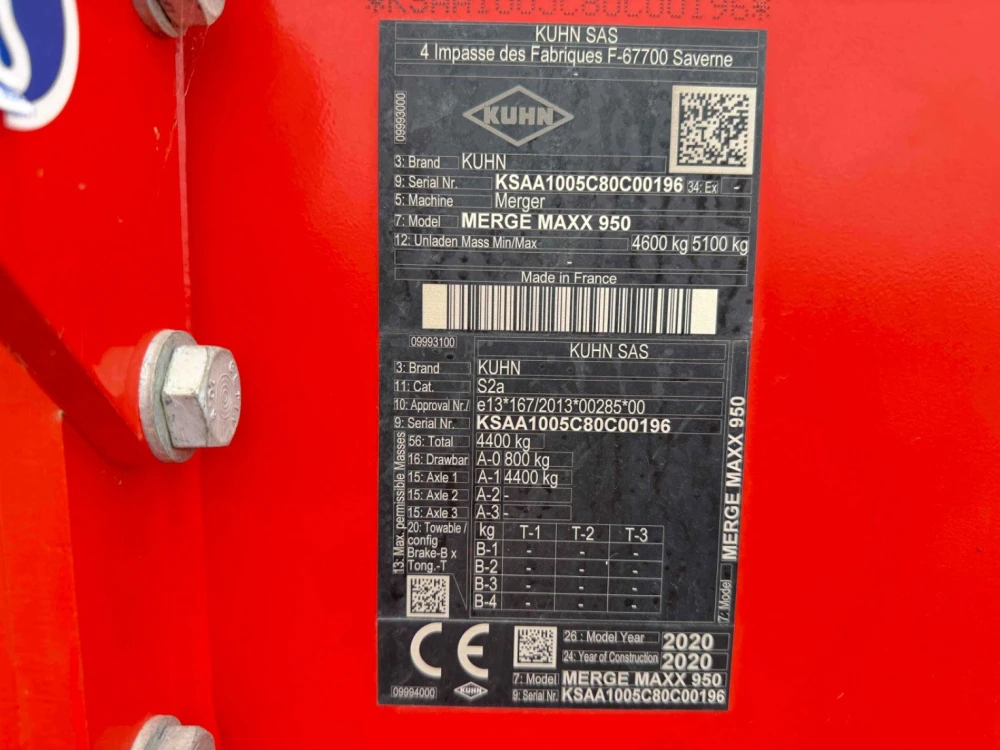 *KSAA1005C80C00196*
KUHN SAS
4 Impasse des Fabriques F-67700 Saverne
09993000
KUHN
3: Brand KUHN
9: Serial Nr. KSAA1005C80C00196 34: Ex -
5: Machine Merger
7: Model MERGE MAXX 950
12: Unladen Mass Min/Max 4600 kg 5100 kg
-
Made in France
09993100
KUHN SAS
3: Brand KUHN
11: Cat. S2a
10: Approval Nr./ e13*167/2013*00285*00
9: Serial Nr. KSAA1005C80C00196
13: Max. permissible Masses
56: Total 4400 kg
16: Drawbar A-0 800 kg
15: Axle 1 A-1 4400 kg
15: Axle 2 A-2 -
15: Axle 3 A-3 -
20: Towable / config
Brake-B x
Tong.-T
kg T-1 T-2 T-3
B-1 - - -
B-2 - - -
B-3 - - -
B-4 - - -
7: Model MERGE MAXX 950
CE
26 : Model Year 2020
24: Year of Construction 2020
7: Model MERGE MAXX 950
9: Serial Nr. KSAA1005C80C00196
09994000
KUHN